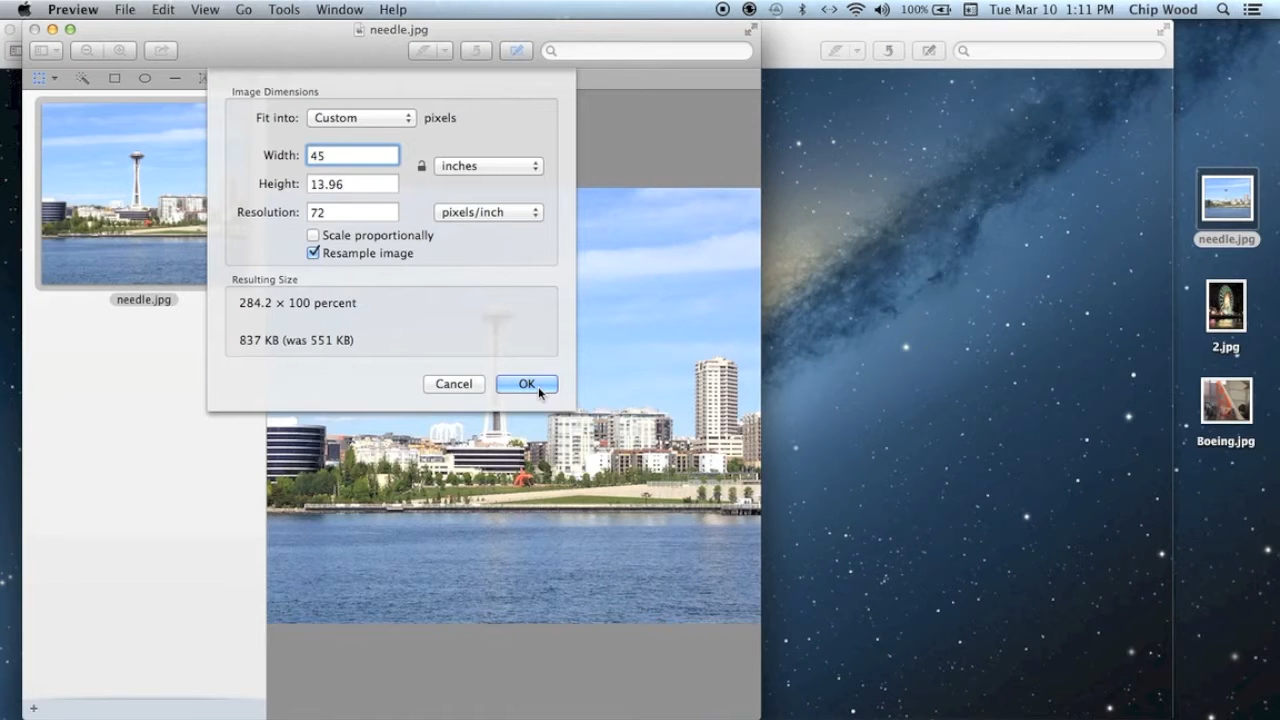 Preview File Edit View Go Tools Window Help 100% Tue Mar 10 1:11 PM Chip Wood
needle.jpg
Image Dimensions
Fit into: Custom pixels
Width: 45
inches
Height: 13.96
Resolution: 72 pixels/inch
Scale proportionally
Resample image
Resulting Size
284.2 × 100 percent
837 KB (was 551 KB)
Cancel OK
needle.jpg
needle.jpg
2.jpg
Boeing.jpg